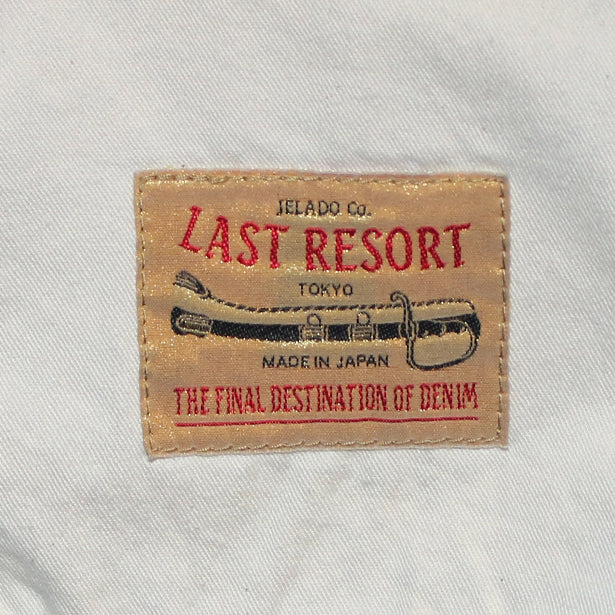 JELADO Co.
LAST RESORT
TOKYO
MADE IN JAPAN
THE FINAL DESTINATION OF DENIM